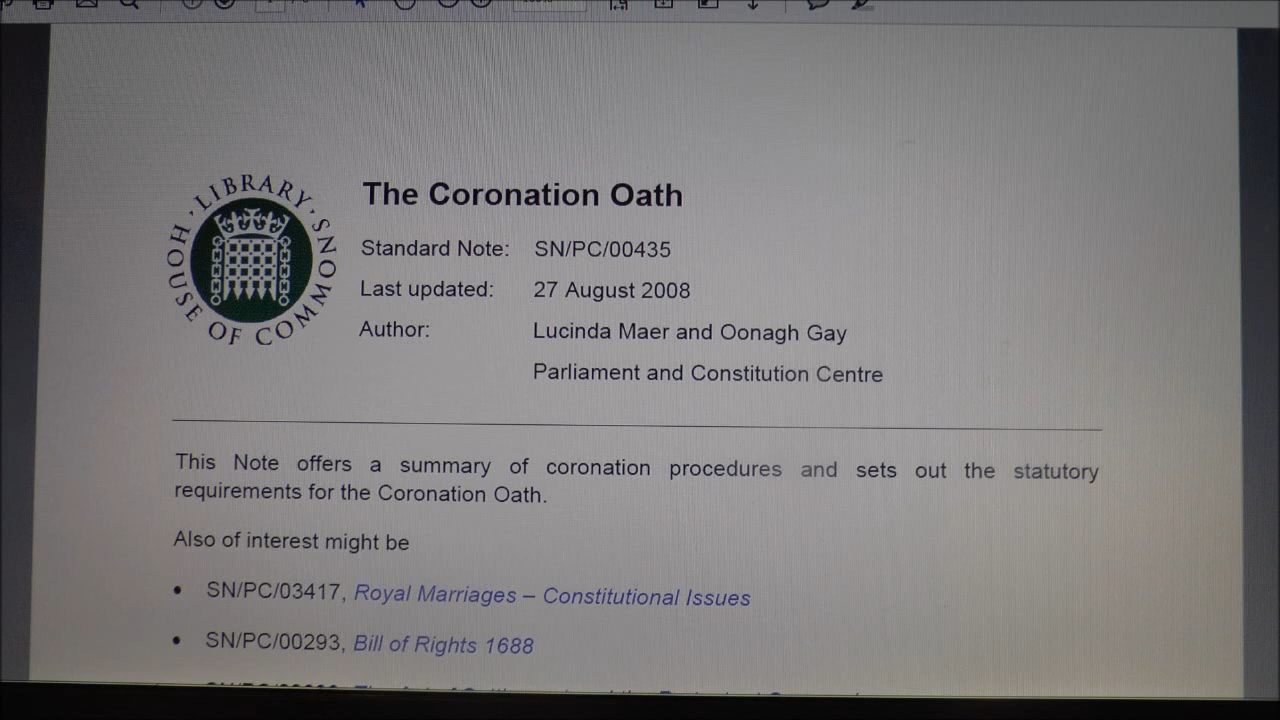 LIBRARY
HOUSE OF COMMONS
The Coronation Oath
Standard Note: SN/PC/00435
Last updated: 27 August 2008
Author: Lucinda Maer and Oonagh Gay
Parliament and Constitution Centre
This Note offers a summary of coronation procedures and sets out the statutory
requirements for the Coronation Oath.
Also of interest might be
• SN/PC/03417, Royal Marriages – Constitutional Issues
• SN/PC/00293, Bill of Rights 1688